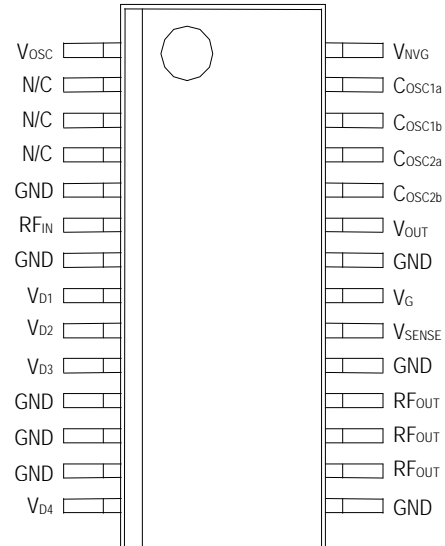 VOSC VNVG
N/C COSC1a
N/C COSC1b
N/C COSC2a
GND COSC2b
RFIN VOUT
GND GND
VD1 VG
VD2 VSENSE
VD3 GND
GND RFOUT
GND RFOUT
GND RFOUT
VD4 GND